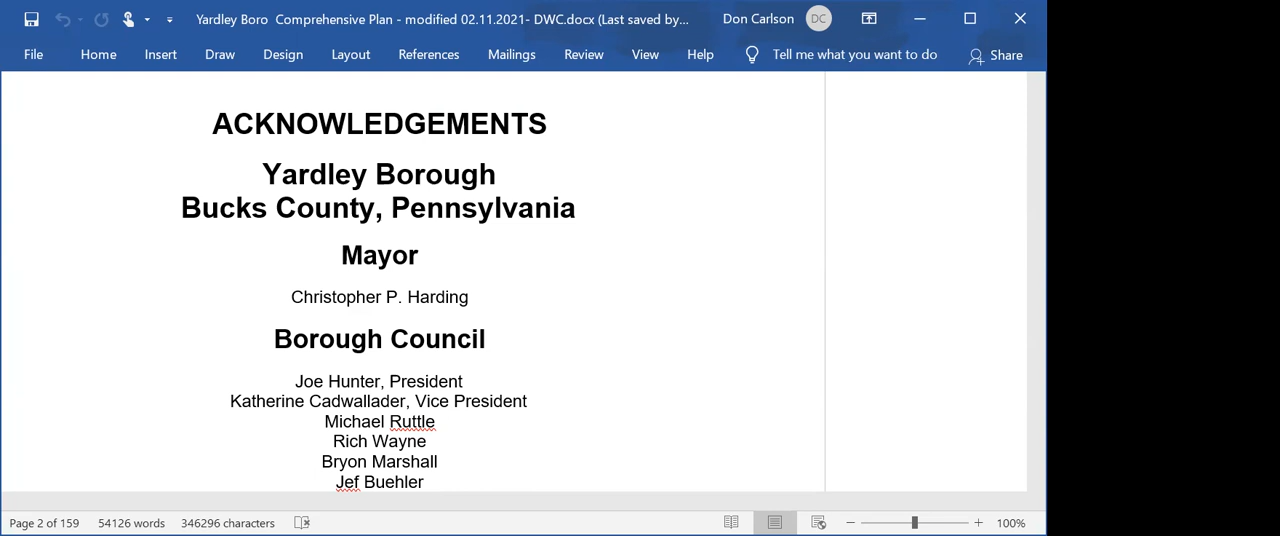 Yardley Boro  Comprehensive Plan - modified 02.11.2021- DWC.docx (Last saved by... Don Carlson DC
File Home Insert Draw Design Layout References Mailings Review View Help Tell me what you want to do Share
ACKNOWLEDGEMENTS
Yardley Borough
Bucks County, Pennsylvania
Mayor
Christopher P. Harding
Borough Council
Joe Hunter, President
Katherine Cadwallader, Vice President
Michael Ruttle
Rich Wayne
Bryon Marshall
Jef Buehler
Page 2 of 159 54126 words 346296 characters 100%